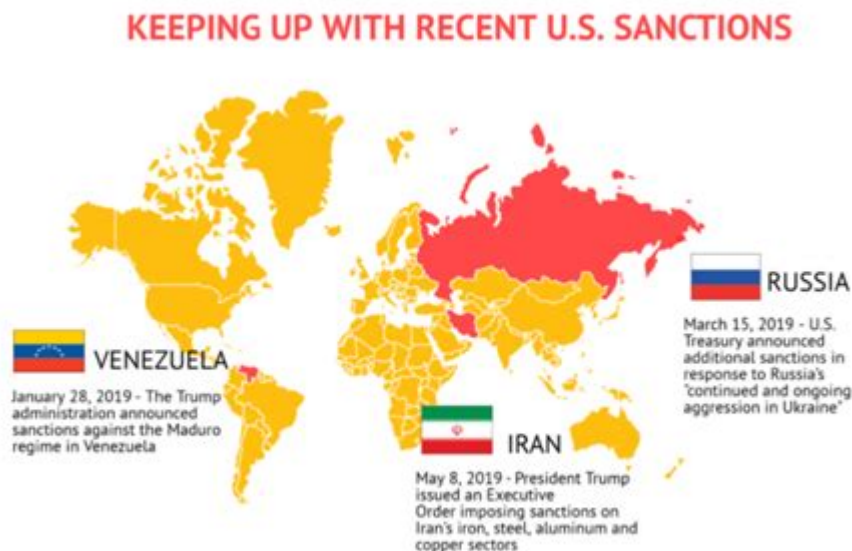 KEEPING UP WITH RECENT U.S. SANCTIONS
VENEZUELA
January 28, 2019 - The Trump
administration announced
sanctions against the Maduro
regime in Venezuela
IRAN
May 8, 2019 - President Trump
issued an Executive
Order imposing sanctions on
Iran's iron, steel, aluminum and
copper sectors
RUSSIA
March 15, 2019 - U.S.
Treasury announced
additional sanctions in
response to Russia's
"continued and ongoing
aggression in Ukraine"